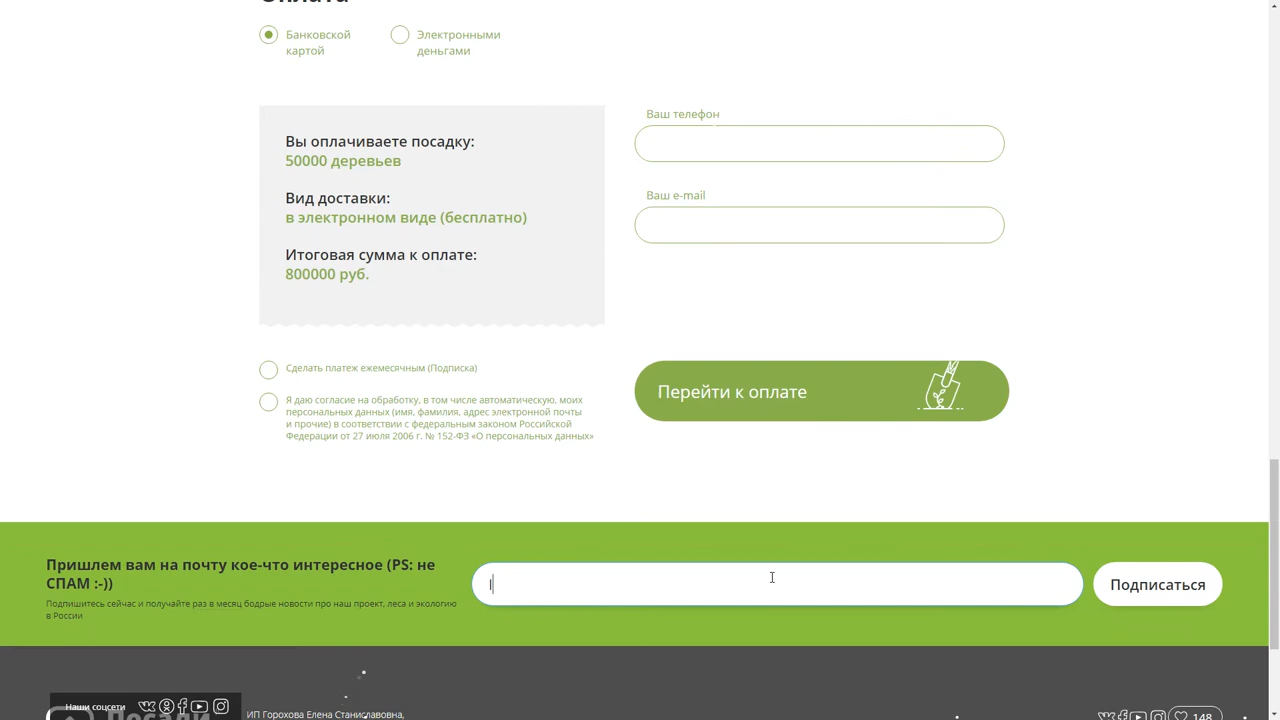 Оплата
Банковской
картой
Электронными
деньгами
Вы оплачиваете посадку:
50000 деревьев
Вид доставки:
в электронном виде (бесплатно)
Итоговая сумма к оплате:
800000 руб.
Ваш телефон
Ваш e-mail
Сделать платеж ежемесячным (Подписка)
Я даю согласие на обработку, в том числе автоматическую, моих
персональных данных (имя, фамилия, адрес электронной почты
и прочие) в соответствии с федеральным законом Российской
Федерации от 27 июля 2006 г. № 152-ФЗ «О персональных данных»
Перейти к оплате
Пришлем вам на почту кое-что интересное (PS: не
СПАМ :-))
Подпишитесь сейчас и получайте раз в месяц бодрые новости про наш проект, леса и экологию
в России
Подписаться
Наши соцсети
Посади
ИП Горохова Елена Станиславовна,
148